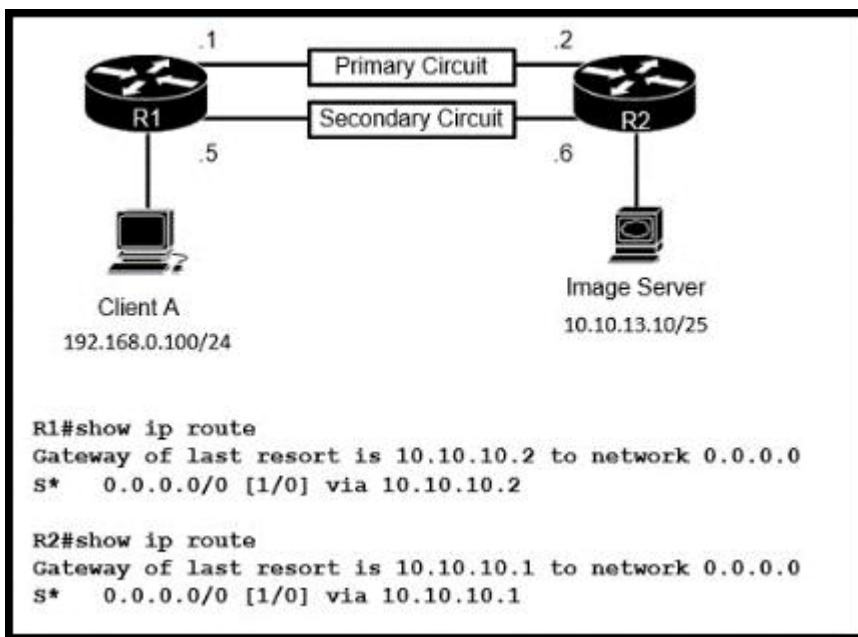 .1
Primary Circuit
.2
R1
Secondary Circuit
R2
.5
.6
Client A
192.168.0.100/24
Image Server
10.10.13.10/25
R1#show ip route
Gateway of last resort is 10.10.10.2 to network 0.0.0.0
S* 0.0.0.0/0 [1/0] via 10.10.10.2
R2#show ip route
Gateway of last resort is 10.10.10.1 to network 0.0.0.0
S* 0.0.0.0/0 [1/0] via 10.10.10.1